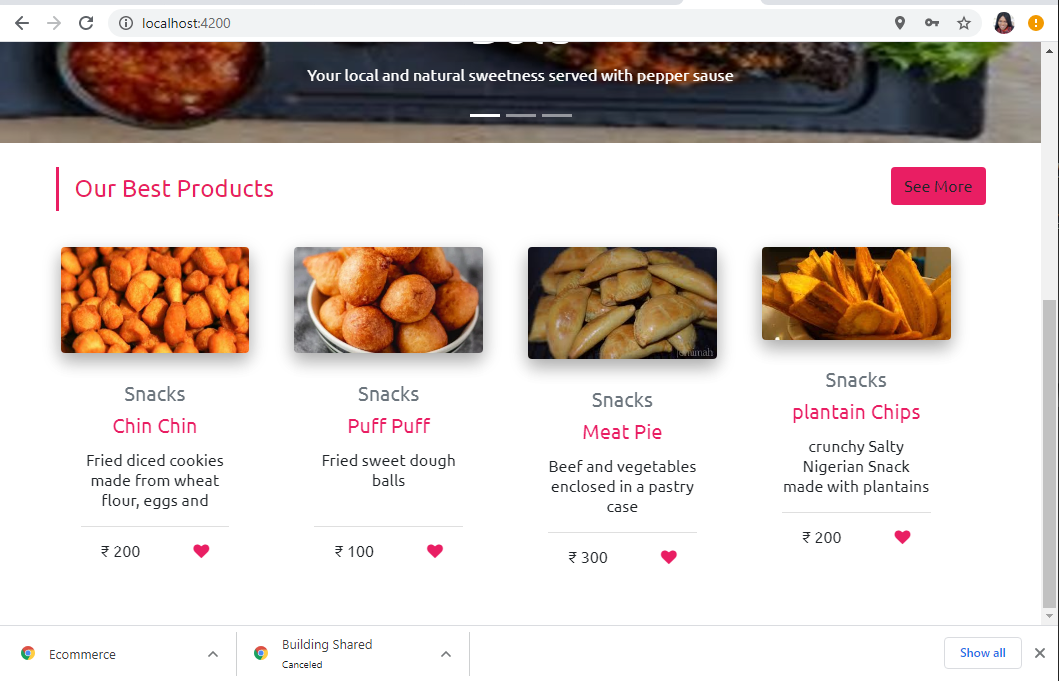 localhost:4200
Your local and natural sweetness served with pepper sause
Our Best Products
See More
Snacks
Chin Chin
Fried diced cookies
made from wheat
flour, eggs and
₹ 200
Snacks
Puff Puff
Fried sweet dough
balls
₹ 100
jemimah
Snacks
Meat Pie
Beef and vegetables
enclosed in a pastry
case
₹ 300
Snacks
plantain Chips
crunchy Salty
Nigerian Snack
made with plantains
₹ 200
Ecommerce
Building Shared
Canceled
Show all